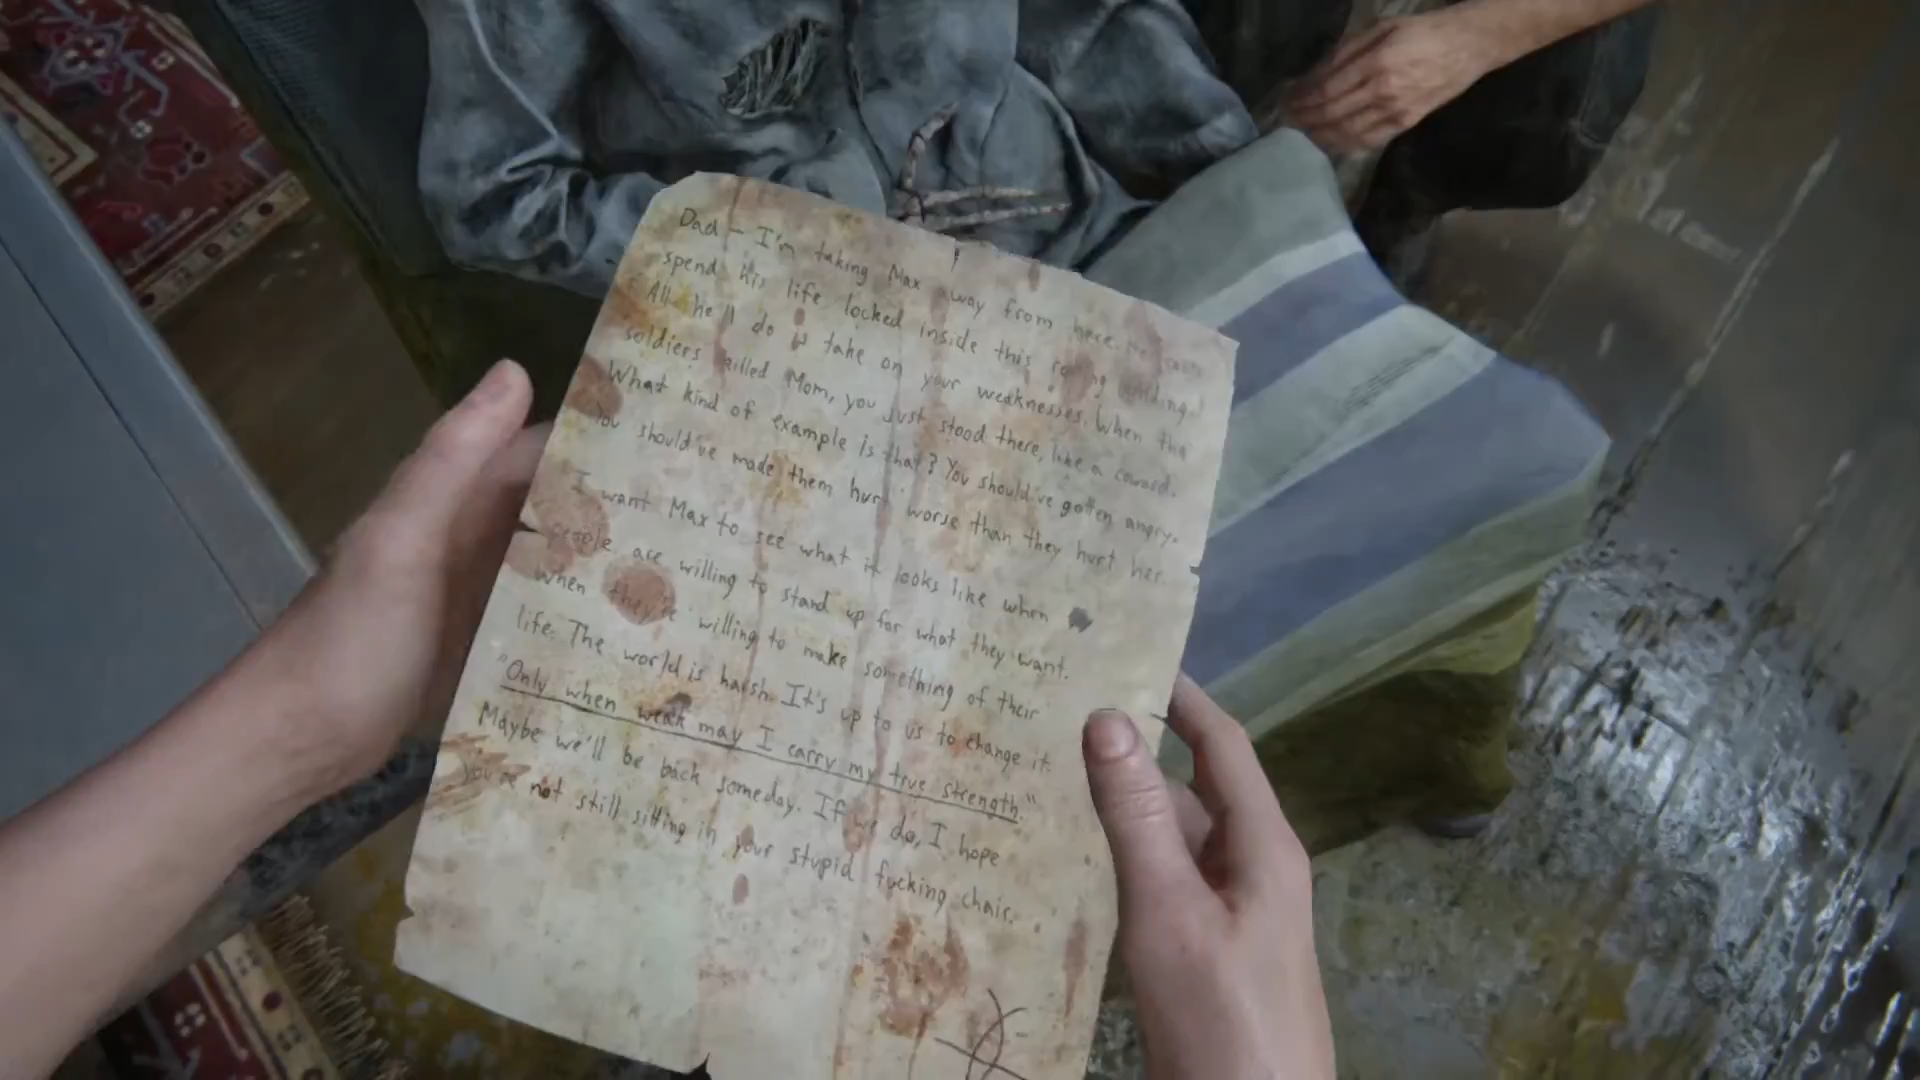 Dad - I'm taking Max away from here. He can't
spend his life locked inside this rotting building.
All he'll do is take on your weaknesses. When the
soldiers killed Mom, you just stood there, like a coward.
What kind of example is that? You should've gotten angry.
You should've made them hurt worse than they hurt her.
I want Max to see what it looks like when
people are willing to stand up for what they want.
When they're willing to make something of their
life. The world is harsh. It's up to us to change it.
"Only when weak may I carry my true strength."
Maybe we'll be back someday. If we do, I hope
you're not still sitting in your stupid fucking chair.